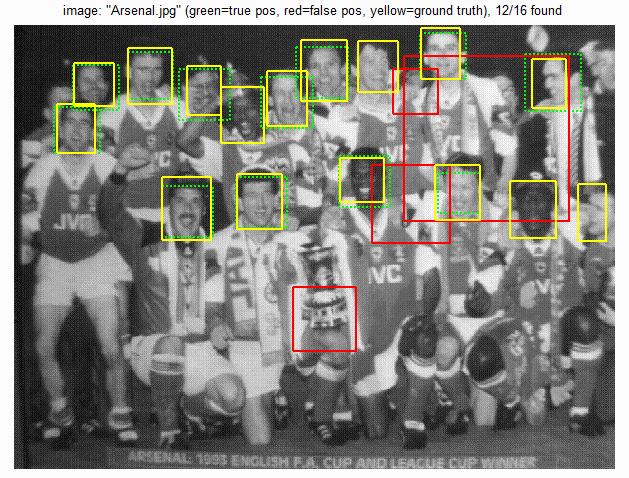 image: "Arsenal.jpg" (green=true pos, red=false pos, yellow=ground truth), 12/16 found
JVC
JVC
JVC
ARSENAL: 1993 ENGLISH F.A. CUP AND LEAGUE CUP WINNER